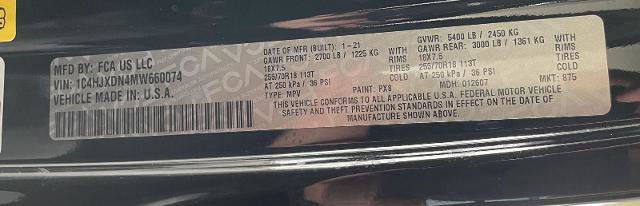 MFD BY: FCA US LLC
DATE OF MFR (BUILT): 1-21
GVWR: 5400 LB / 2450 KG
VIN: 1C4HJXDN4MW660074
GAWR FRONT: 2700 LB / 1225 KG
GAWR REAR: 3000 LB / 1361 KG
VEHICLE MADE IN U.S.A.
18X7.5 TIRES
18X7.5 TIRES
255/70R18 113T COLD
255/70R18 113T COLD
AT 250 kPa / 36 PSI
AT 250 kPa / 36 PSI
TYPE: MPV
PAINT: PX8
MDH: 012607
MKT: 875
THIS VEHICLE CONFORMS TO ALL APPLICABLE U.S.A. FEDERAL MOTOR VEHICLE
SAFETY AND THEFT PREVENTION STANDARDS IN EFFECT ON THE DATE OF
MANUFACTURE SHOWN ABOVE.